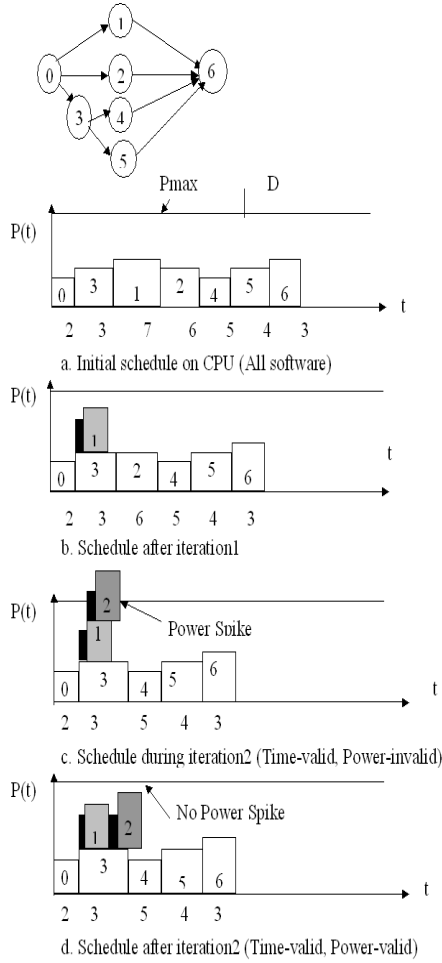 1
0
2
6
3
4
5
Pmax D
P(t)
0 3 1 2 4 5 6
t
2 3 7 6 5 4 3
a. Initial schedule on CPU (All software)
P(t)
1
t
0 3 2 4 5 6
2 3 6 5 4 3
b. Schedule after iteration1
P(t)
2
Power Spike
1
0 3 4 5 6
t
2 3 5 4 3
c. Schedule during iteration2 (Time-valid, Power-invalid)
P(t)
No Power Spike
1 2
0 3 4 5 6
t
2 3 5 4 3
d. Schedule after iteration2 (Time-valid, Power-valid)